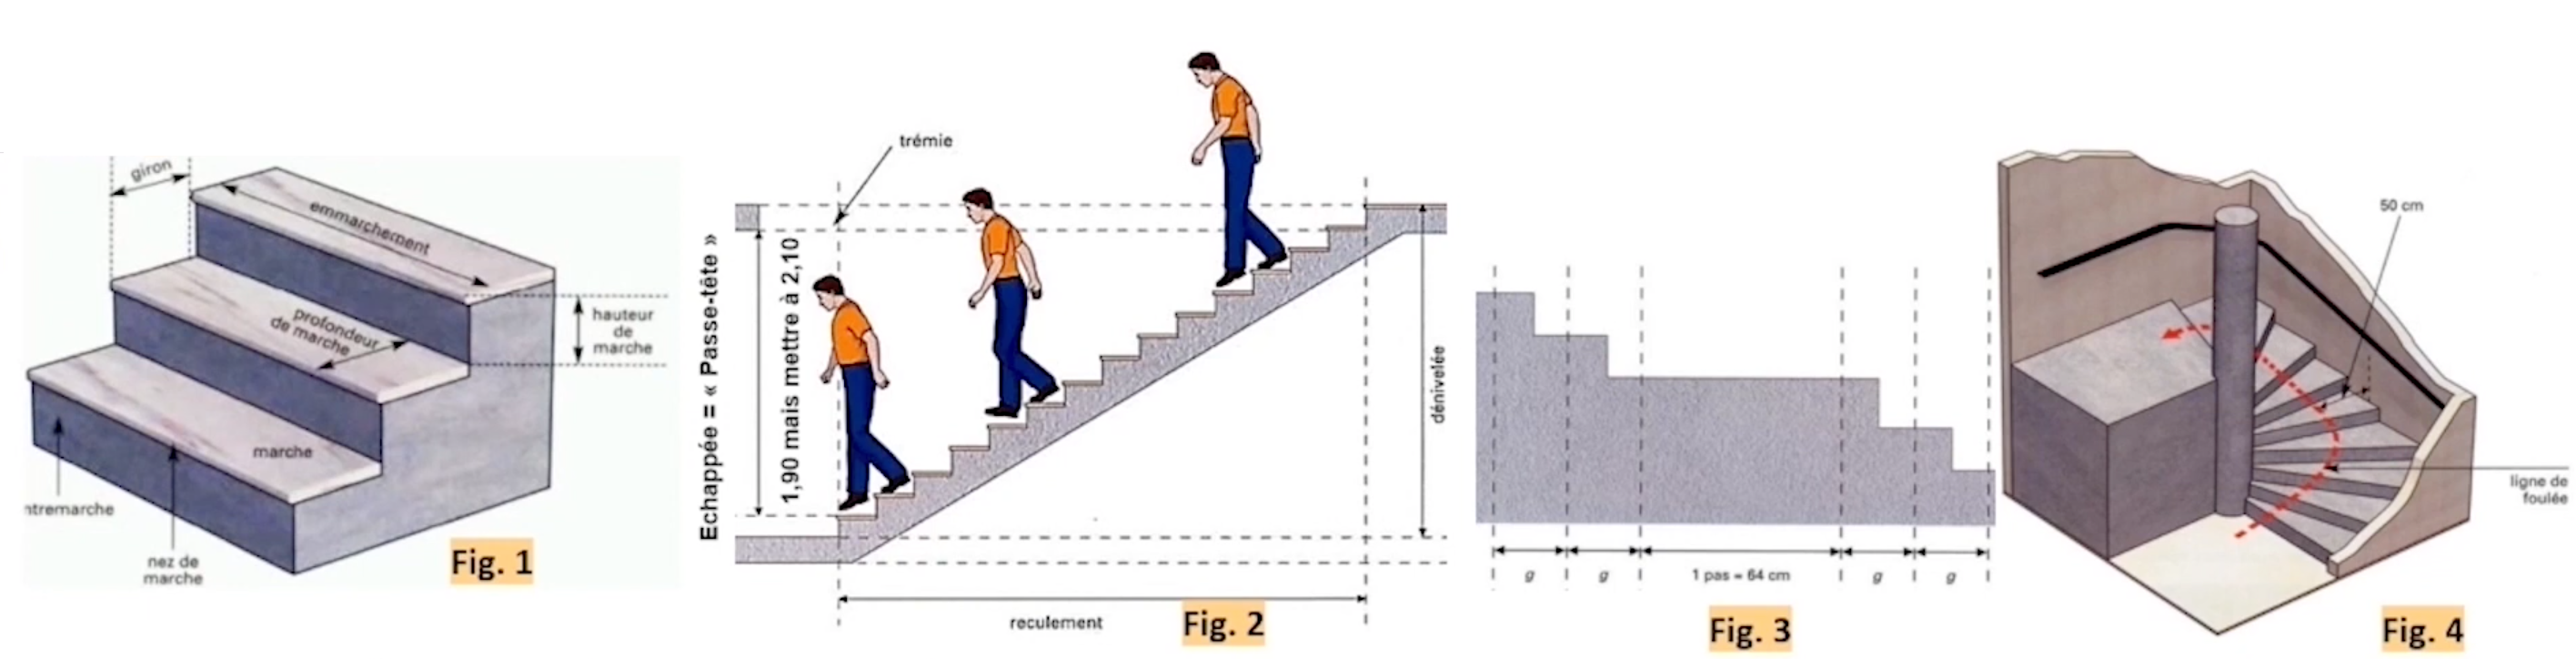 giron
emmarchement
profondeur
de marche
hauteur
de
marche
marche
ntremarche
nez de
marche
Fig. 1
Echappée = « Passe-tête »
1,90 mais mettre à 2,10
trémie
dénivelée
reculement
Fig. 2
g
g
1 pas = 64 cm
g
g
Fig. 3
50 cm
ligne de
foulée
Fig. 4